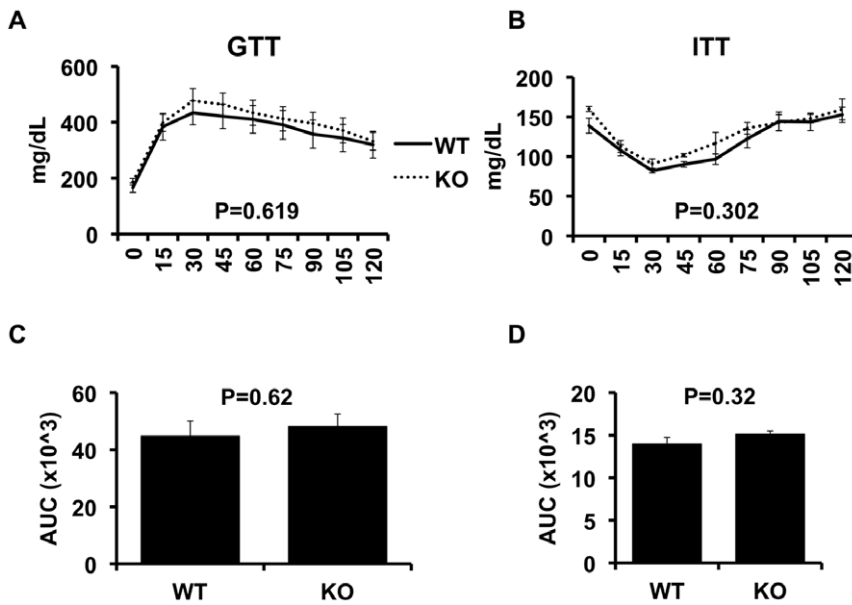 A
GTT
mg/dL
600
400
200
0
P=0.619
0 15 30 45 60 75 90 105 120
WT
KO
B
ITT
mg/dL
200
150
100
50
0
P=0.302
0 15 30 45 60 75 90 105 120
C
AUC (x10^3)
60
40
20
0
P=0.62
WT KO
D
AUC (x10^3)
20
15
10
5
0
P=0.32
WT KO